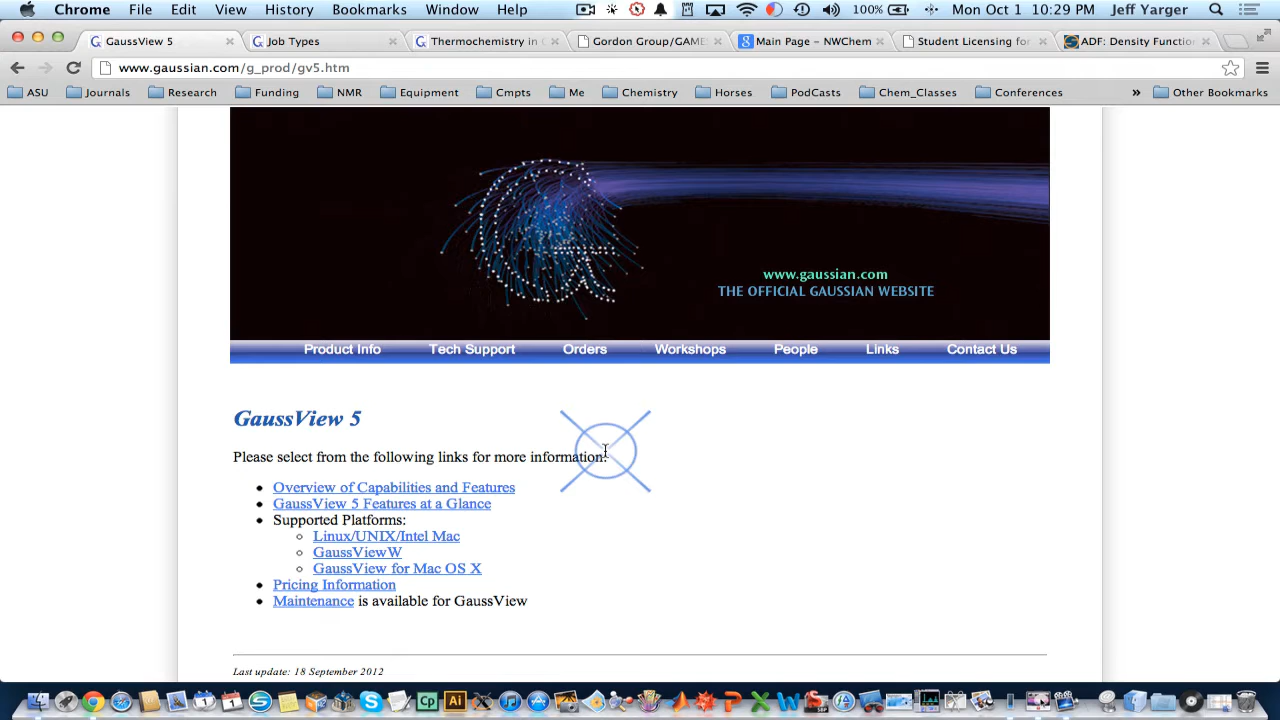 Chrome File Edit View History Bookmarks Window Help 100% Mon Oct 1 10:29 PM Jeff Yarger
GaussView 5 Job Types Thermochemistry in G Gordon Group/GAME Main Page – NWChem Student Licensing for ADF: Density Functio
www.gaussian.com/g_prod/gv5.htm
ASU Journals Research Funding NMR Equipment Cmpts Me Chemistry Horses PodCasts Chem_Classes Conferences » Other Bookmarks
www.gaussian.com
THE OFFICIAL GAUSSIAN WEBSITE
Product Info Tech Support Orders Workshops People Links Contact Us
GaussView 5
Please select from the following links for more information:
Overview of Capabilities and Features
GaussView 5 Features at a Glance
Supported Platforms:
Linux/UNIX/Intel Mac
GaussViewW
GaussView for Mac OS X
Pricing Information
Maintenance is available for GaussView
Last update: 18 September 2012